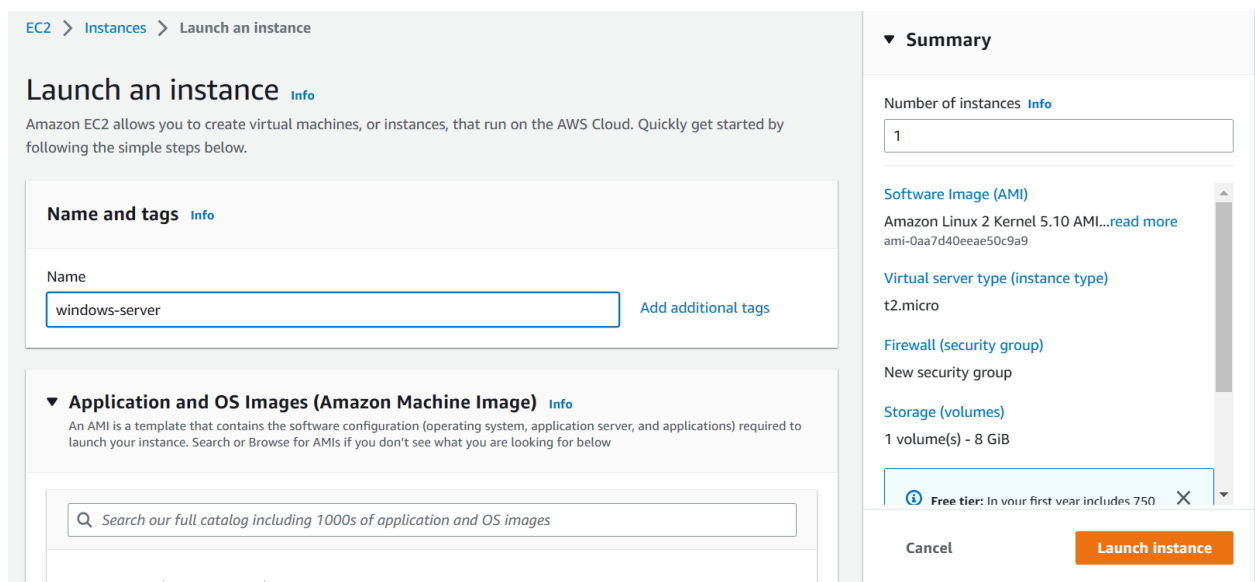 EC2 > Instances > Launch an instance
Launch an instance Info
Amazon EC2 allows you to create virtual machines, or instances, that run on the AWS Cloud. Quickly get started by
following the simple steps below.
Name and tags Info
Name
windows-server
Add additional tags
Application and OS Images (Amazon Machine Image) Info
An AMI is a template that contains the software configuration (operating system, application server, and applications) required to
launch your instance. Search or Browse for AMIs if you don't see what you are looking for below
Search our full catalog including 1000s of application and OS images
Summary
Number of instances Info
1
Software Image (AMI)
Amazon Linux 2 Kernel 5.10 AMI...read more
ami-0aa7d40eeae50c9a9
Virtual server type (instance type)
t2.micro
Firewall (security group)
New security group
Storage (volumes)
1 volume(s) - 8 GiB
Free tier: In your first year includes 750
Cancel
Launch instance